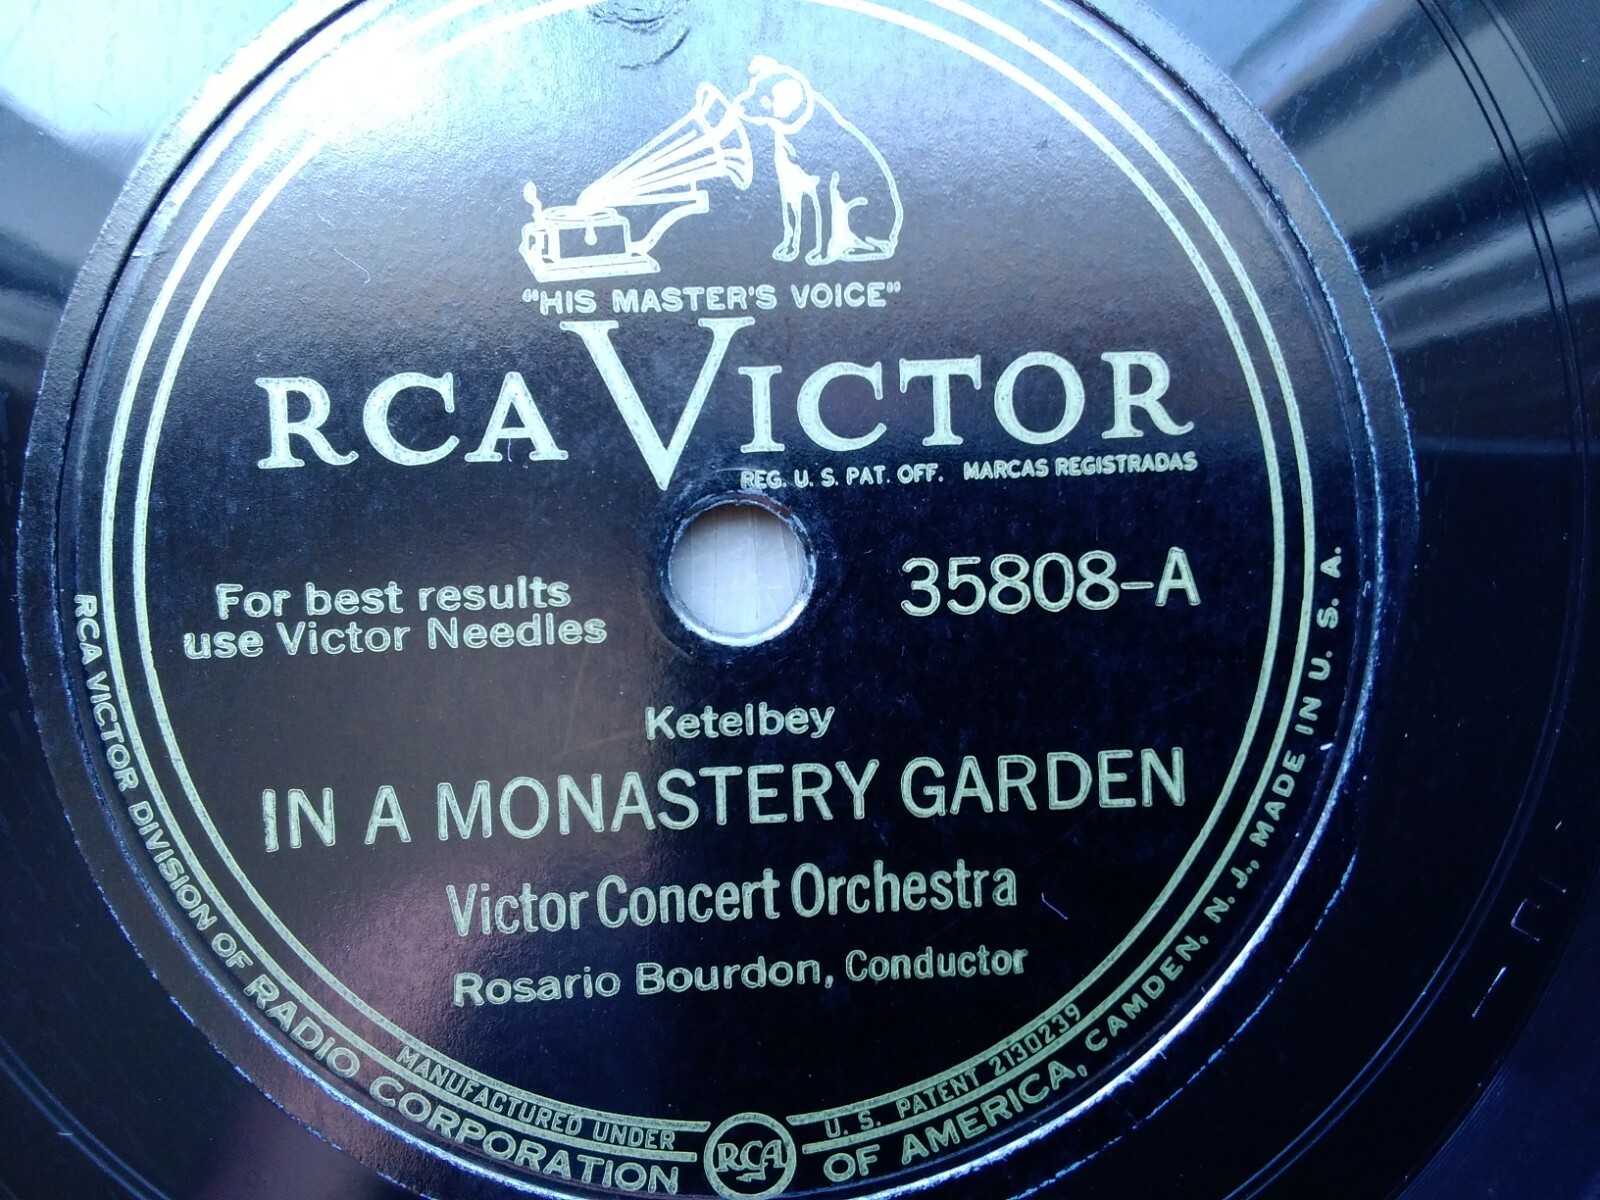 "HIS MASTER'S VOICE"
RCA VICTOR
REG. U. S. PAT. OFF. MARCAS REGISTRADAS
For best results
use Victor Needles
35808-A
Ketelbey
IN A MONASTERY GARDEN
Victor Concert Orchestra
Rosario Bourdon, Conductor
MANUFACTURED UNDER U. S. PATENT 2130239
RCA VICTOR DIVISION OF RADIO CORPORATION OF AMERICA, CAMDEN, N. J., MADE IN U. S. A.
RCA